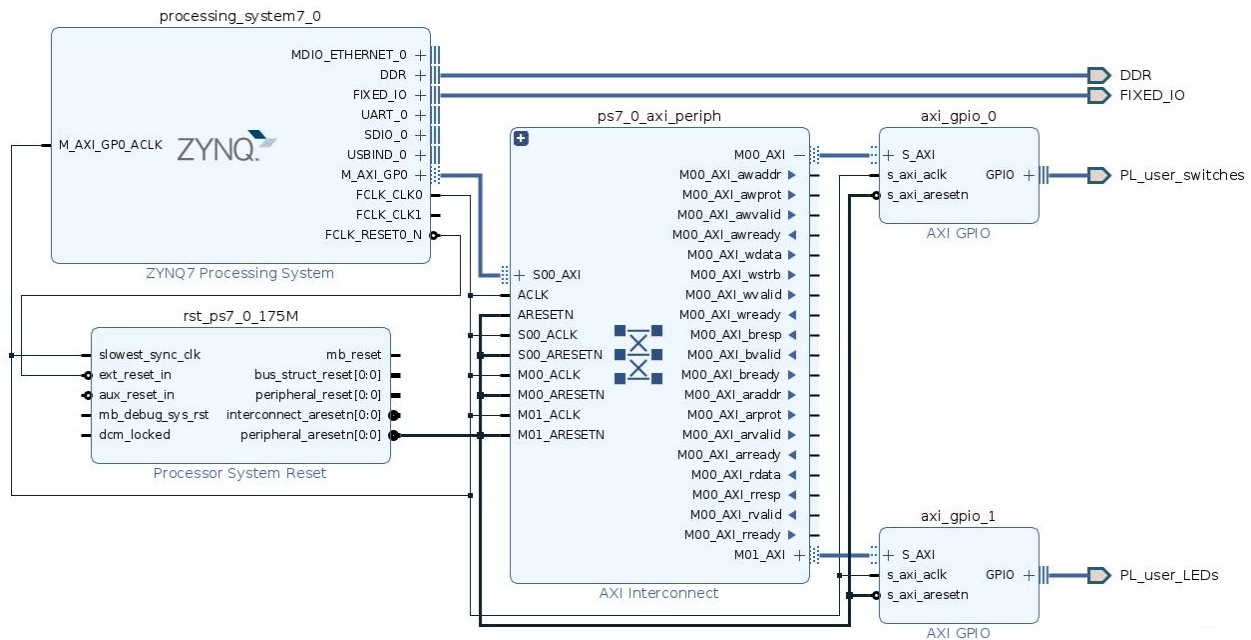 processing_system7_0
MDIO_ETHERNET_0
DDR
FIXED_IO
UART_0
SDIO_0
USBIND_0
M_AXI_GP0
FCLK_CLK0
FCLK_CLK1
FCLK_RESET0_N
M_AXI_GP0_ACLK
ZYNQ
ZYNQ7 Processing System
DDR
FIXED_IO
rst_ps7_0_175M
slowest_sync_clk
ext_reset_in
aux_reset_in
mb_debug_sys_rst
dcm_locked
mb_reset
bus_struct_reset[0:0]
peripheral_reset[0:0]
interconnect_aresetn[0:0]
peripheral_aresetn[0:0]
Processor System Reset
ps7_0_axi_periph
S00_AXI
ACLK
ARESETN
S00_ACLK
S00_ARESETN
M00_ACLK
M00_ARESETN
M01_ACLK
M01_ARESETN
M00_AXI
M00_AXI_awaddr
M00_AXI_awprot
M00_AXI_awvalid
M00_AXI_awready
M00_AXI_wdata
M00_AXI_wstrb
M00_AXI_wvalid
M00_AXI_wready
M00_AXI_bresp
M00_AXI_bvalid
M00_AXI_bready
M00_AXI_araddr
M00_AXI_arprot
M00_AXI_arvalid
M00_AXI_arready
M00_AXI_rdata
M00_AXI_rresp
M00_AXI_rvalid
M00_AXI_rready
M01_AXI
AXI Interconnect
axi_gpio_0
S_AXI
s_axi_aclk
s_axi_aresetn
GPIO
AXI GPIO
PL_user_switches
axi_gpio_1
S_AXI
s_axi_aclk
s_axi_aresetn
GPIO
AXI GPIO
PL_user_LEDs